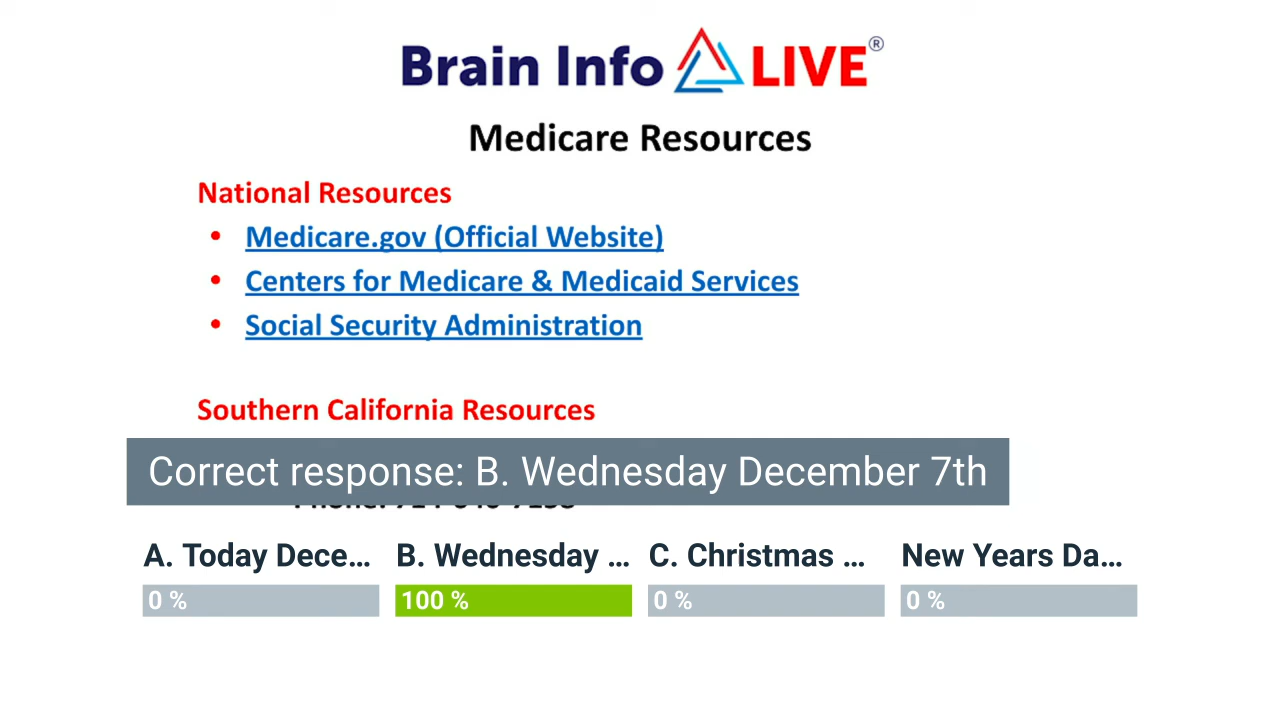 Brain Info LIVE®
Medicare Resources
National Resources
• Medicare.gov (Official Website)
• Centers for Medicare & Medicaid Services
• Social Security Administration
Southern California Resources
Correct response: B. Wednesday December 7th
A. Today Dece...
B. Wednesday ...
C. Christmas ...
New Years Da...
0 %
100 %
0 %
0 %